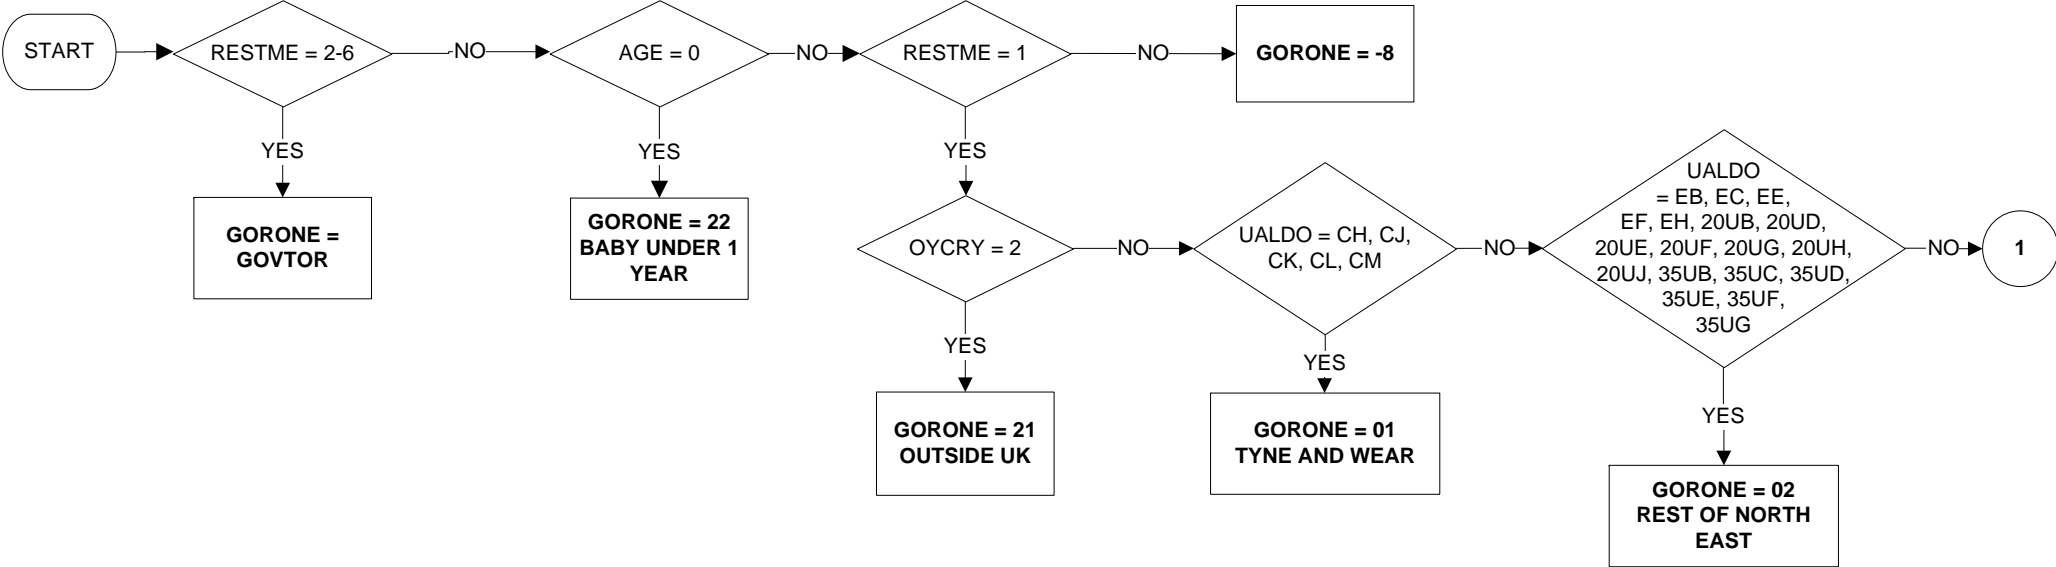 START
RESTME = 2-6
NO
AGE = 0
NO
RESTME = 1
NO
GORONE = -8
YES
GORONE =
GOVTOR
YES
GORONE = 22
BABY UNDER 1
YEAR
YES
OYCRY = 2
NO
UALDO = CH, CJ,
CK, CL, CM
NO
UALDO
= EB, EC, EE,
EF, EH, 20UB, 20UD,
20UE, 20UF, 20UG, 20UH,
20UJ, 35UB, 35UC, 35UD,
35UE, 35UF,
35UG
NO
1
YES
GORONE = 21
OUTSIDE UK
YES
GORONE = 01
TYNE AND WEAR
YES
GORONE = 02
REST OF NORTH
EAST